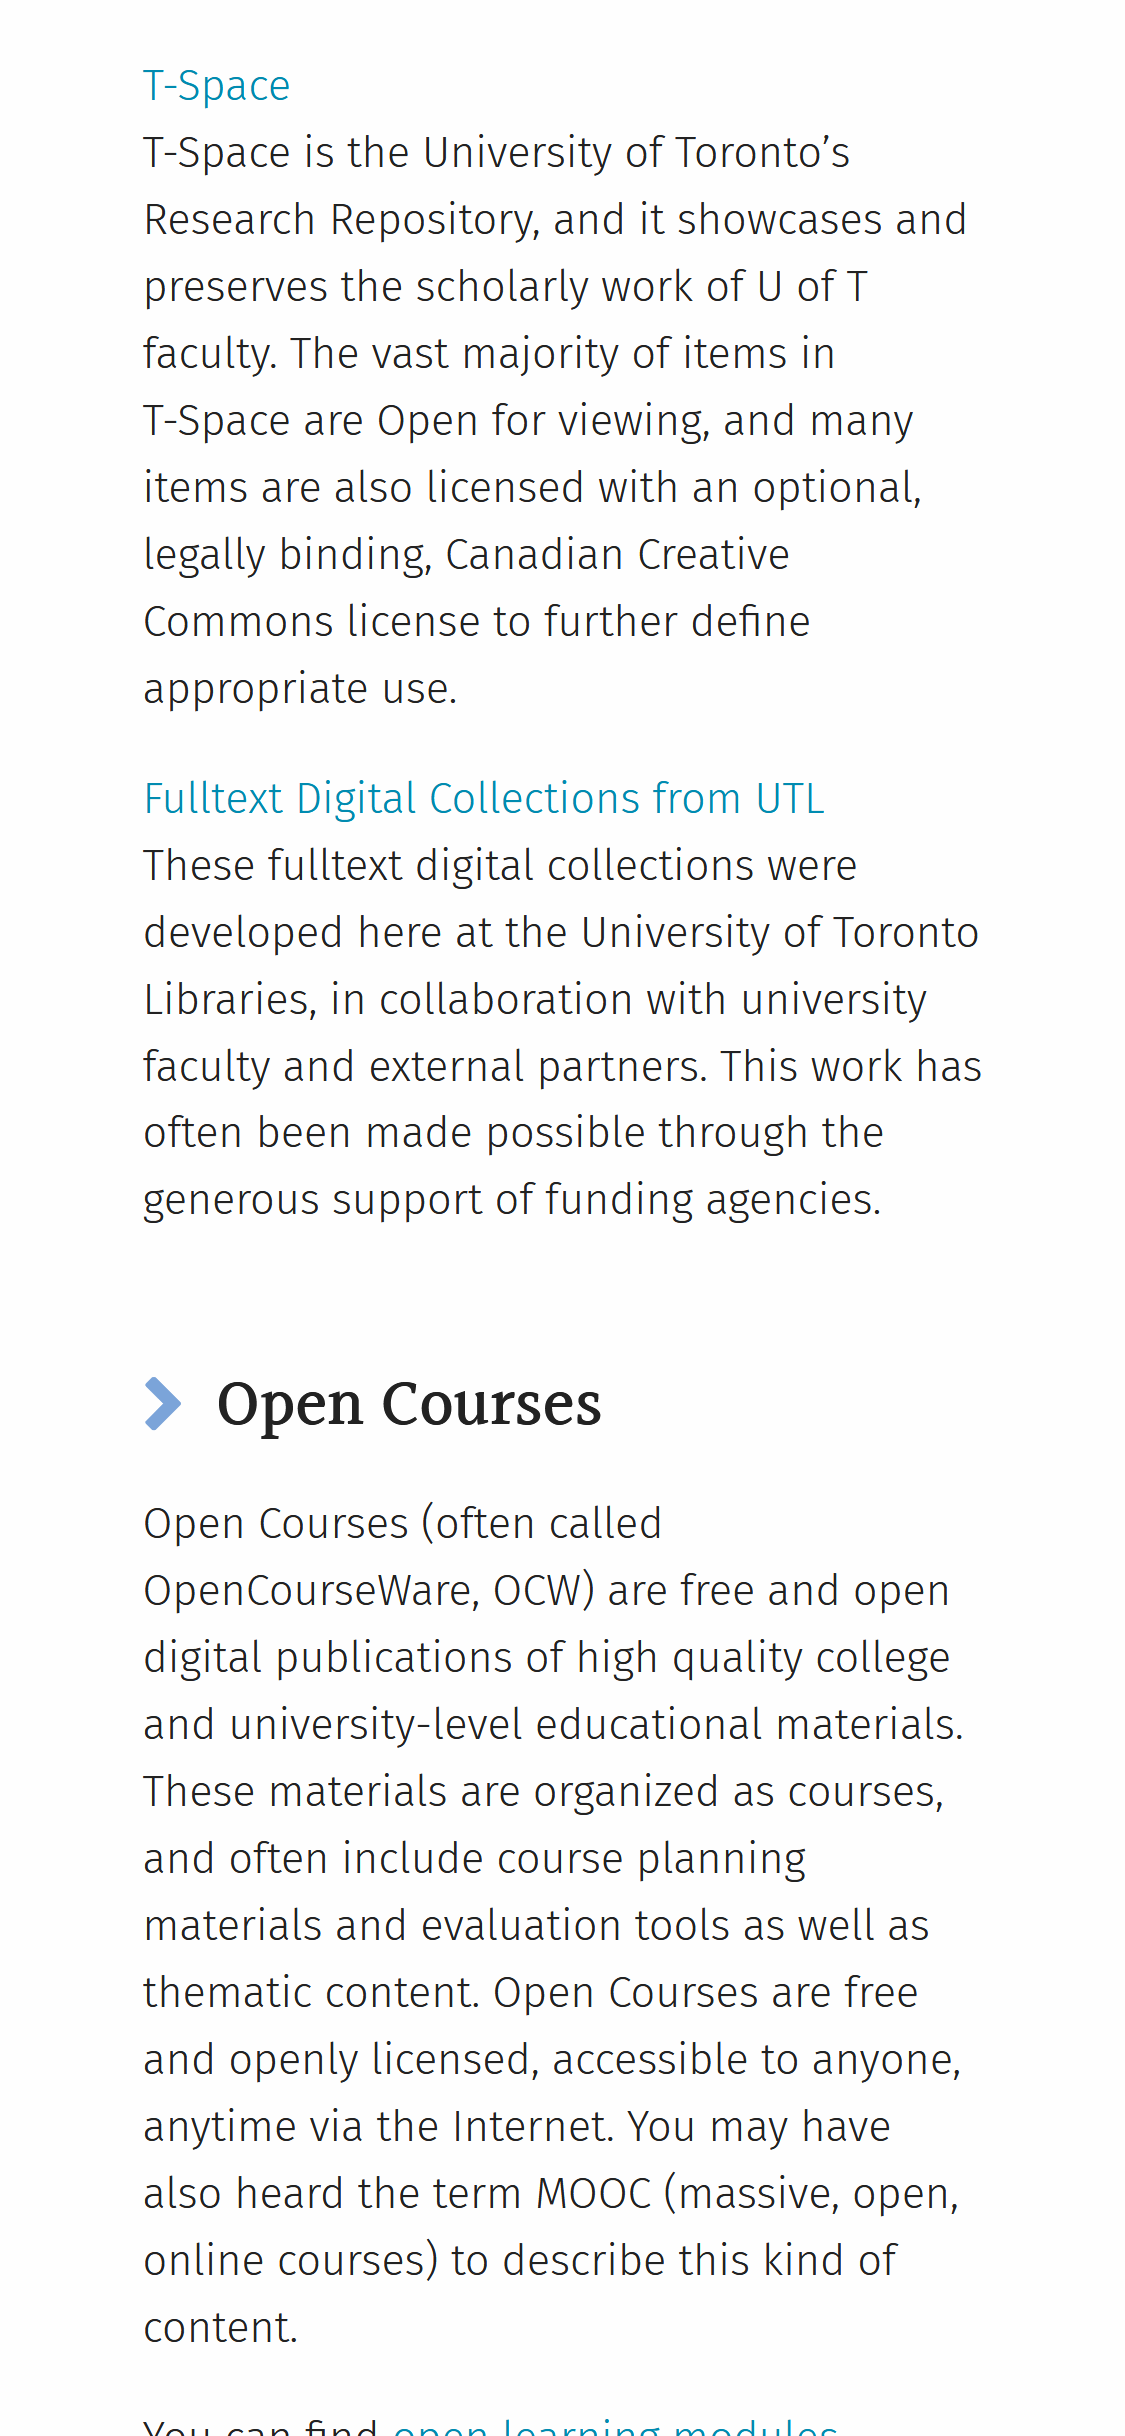 T-Space
T-Space is the University of Toronto’s
Research Repository, and it showcases and
preserves the scholarly work of U of T
faculty. The vast majority of items in
T-Space are Open for viewing, and many
items are also licensed with an optional,
legally binding, Canadian Creative
Commons license to further define
appropriate use.
Fulltext Digital Collections from UTL
These fulltext digital collections were
developed here at the University of Toronto
Libraries, in collaboration with university
faculty and external partners. This work has
often been made possible through the
generous support of funding agencies.
Open Courses
Open Courses (often called
OpenCourseWare, OCW) are free and open
digital publications of high quality college
and university-level educational materials.
These materials are organized as courses,
and often include course planning
materials and evaluation tools as well as
thematic content. Open Courses are free
and openly licensed, accessible to anyone,
anytime via the Internet. You may have
also heard the term MOOC (massive, open,
online courses) to describe this kind of
content.
You can find open learning modules